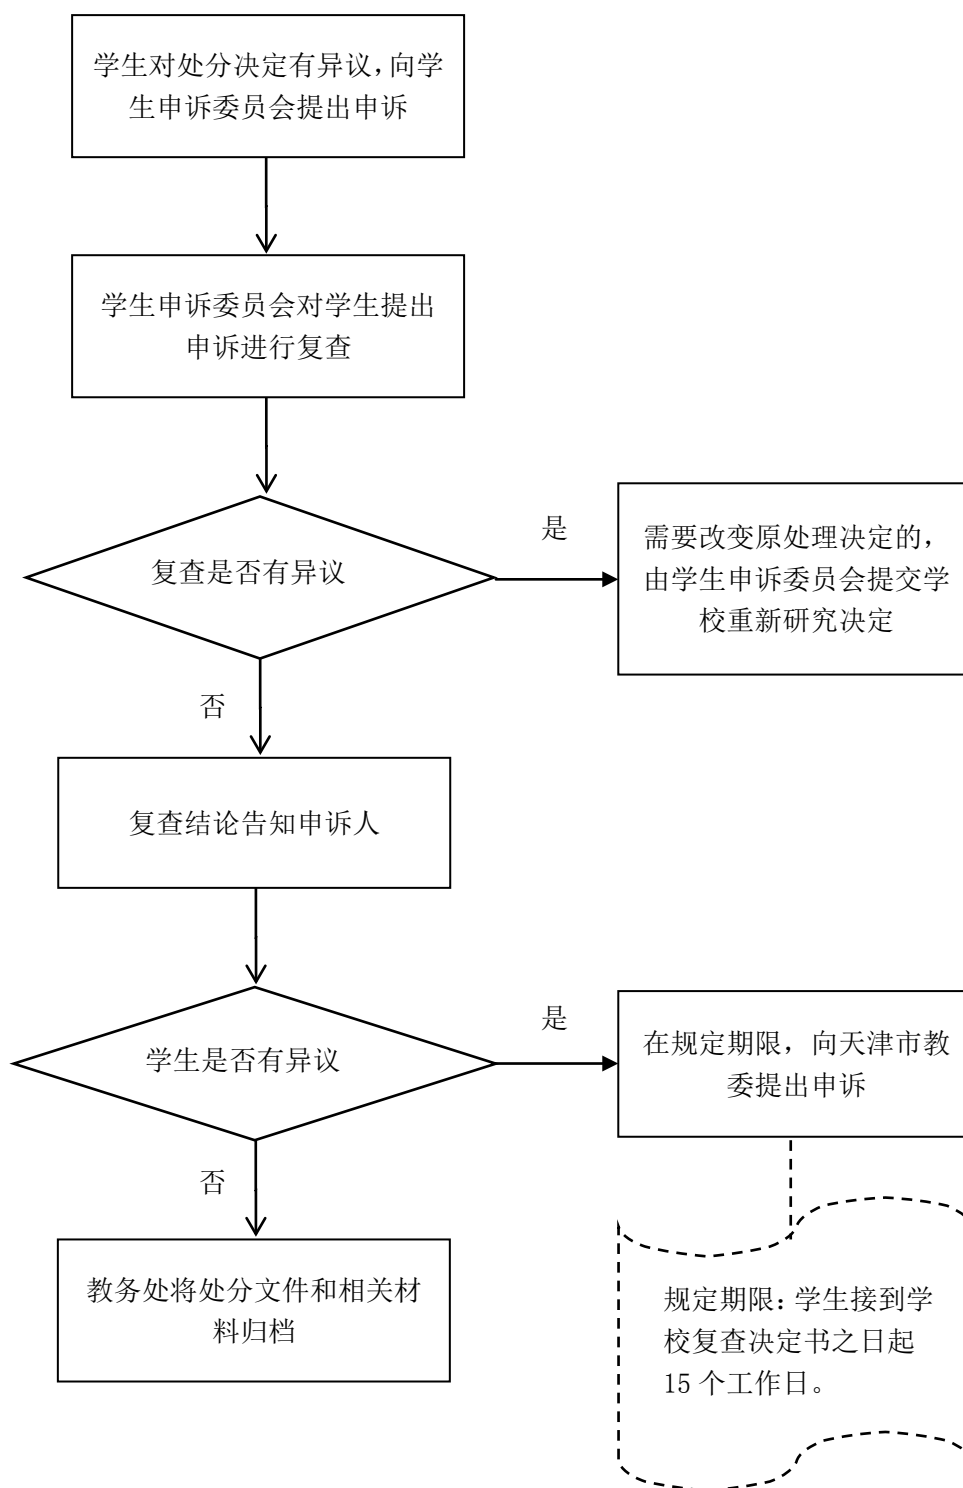 学生对处分决定有异议，向学
生申诉委员会提出申诉
学生申诉委员会对学生提出
申诉进行复查
复查是否有异议
是
需要改变原处理决定的，
由学生申诉委员会提交学
校重新研究决定
否
复查结论告知申诉人
学生是否有异议
是
在规定期限，向天津市教
委提出申诉
否
教务处将处分文件和相关材
料归档
规定期限：学生接到学
校复查决定书之日起
15 个工作日。